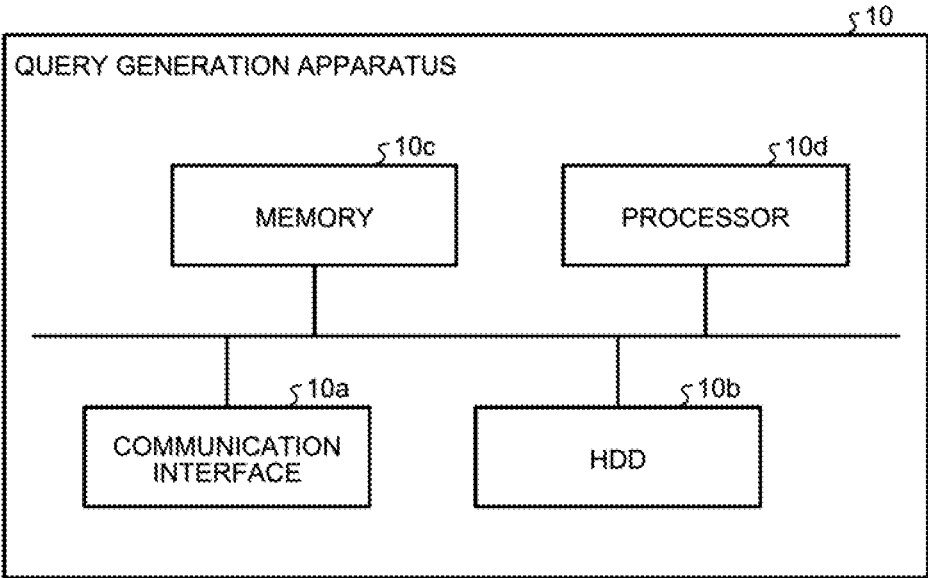 10
QUERY GENERATION APPARATUS
10c
MEMORY
10d
PROCESSOR
10a
COMMUNICATION
INTERFACE
10b
HDD